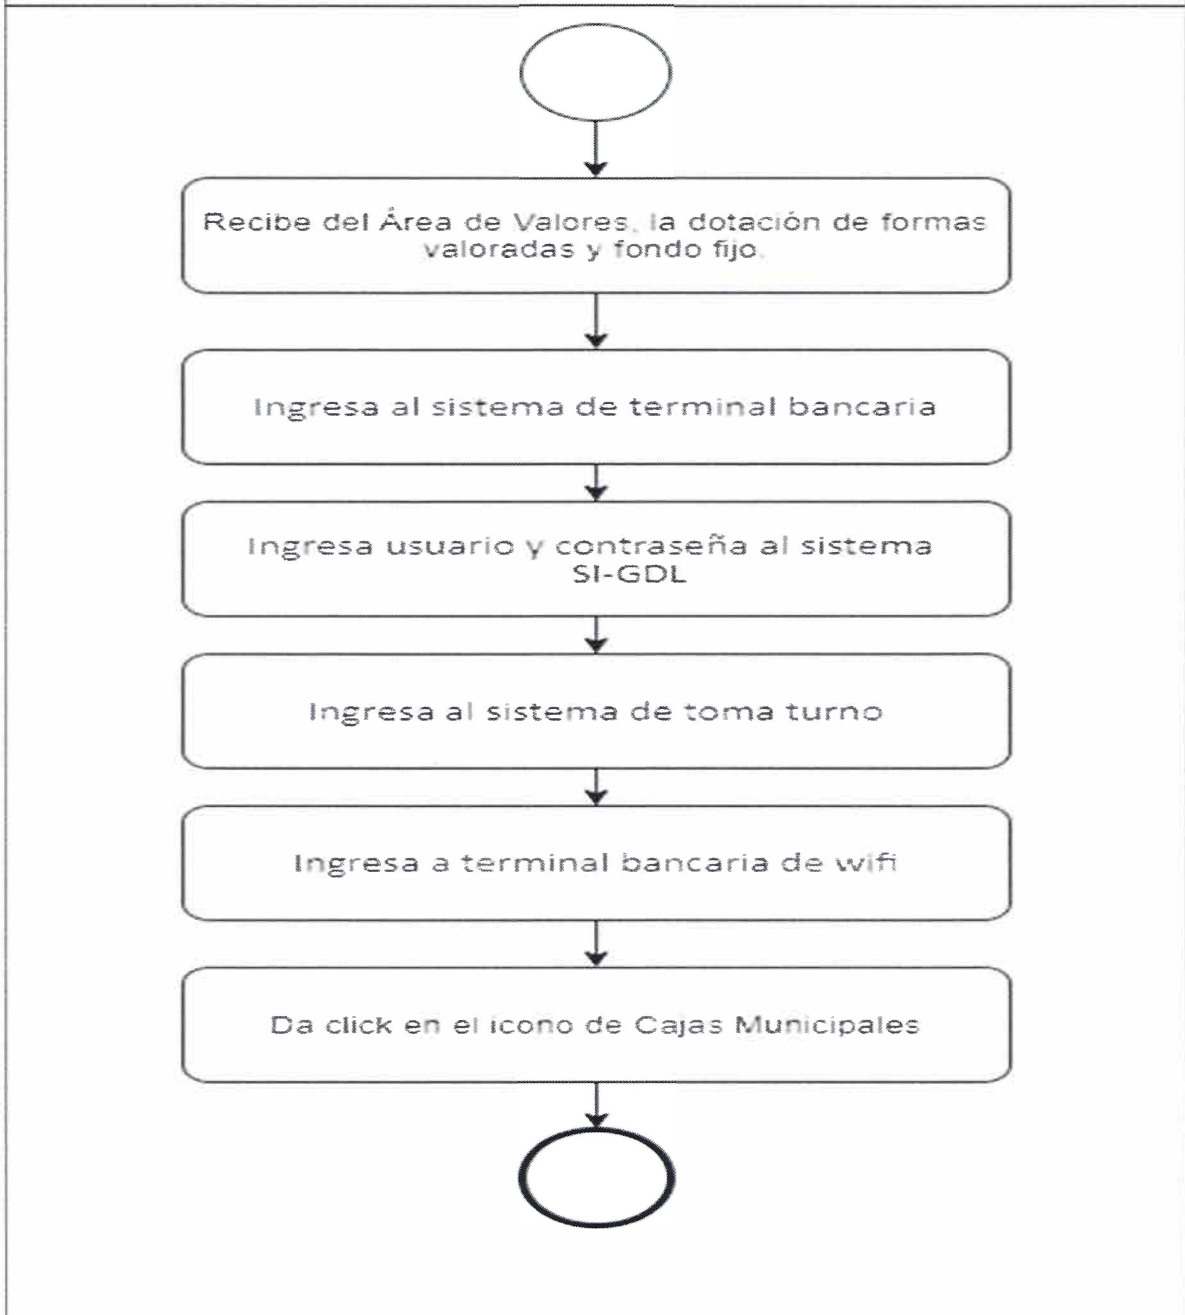 Recibe del Área de Valores, la dotación de formas
valoradas y fondo fijo.
Ingresa al sistema de terminal bancaria
Ingresa usuario y contraseña al sistema
SI-GDL
Ingresa al sistema de toma turno
Ingresa a terminal bancaria de wifi
Da click en el icono de Cajas Municipales